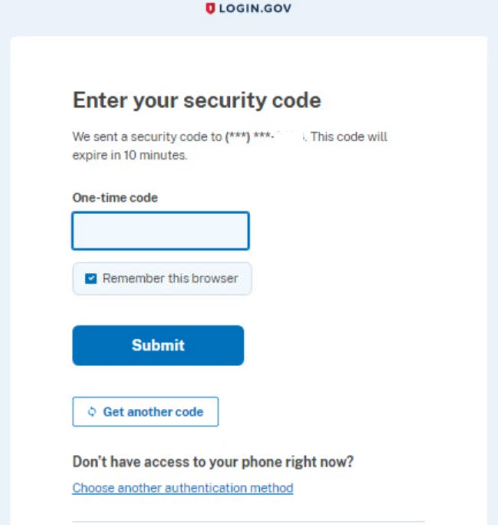 LOGIN.GOV
Enter your security code
We sent a security code to (***) ***- . This code will
expire in 10 minutes.
One-time code
Remember this browser
Submit
Get another code
Don't have access to your phone right now?
Choose another authentication method